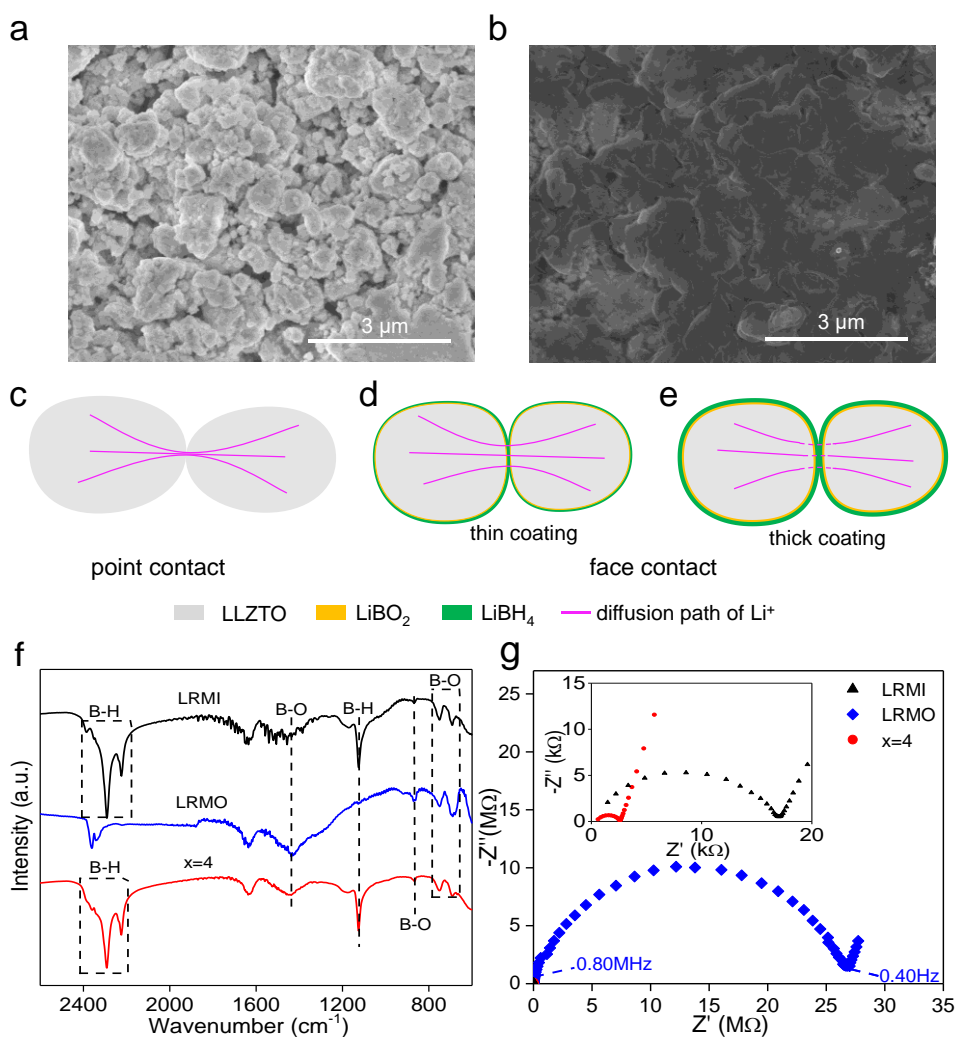 a
b
3 μm
3 μm
c
d
e
thin coating
thick coating
point contact
face contact
LLZTO
LiBO₂
LiBH₄
diffusion path of Li⁺
f
g
LRMI
B-H
B-O
B-H
B-O
LRMO
B-H
x=4
B-O
Intensity (a.u.)
2400
2000
1600
1200
800
Wavenumber (cm⁻¹)
LRMI
LRMO
x=4
-Z'' (kΩ)
15
10
5
0
0
10
20
Z' (kΩ)
-Z''(MΩ)
25
20
15
10
5
0
0.80MHz
0.40Hz
0
5
10
15
20
25
30
35
Z' (MΩ)